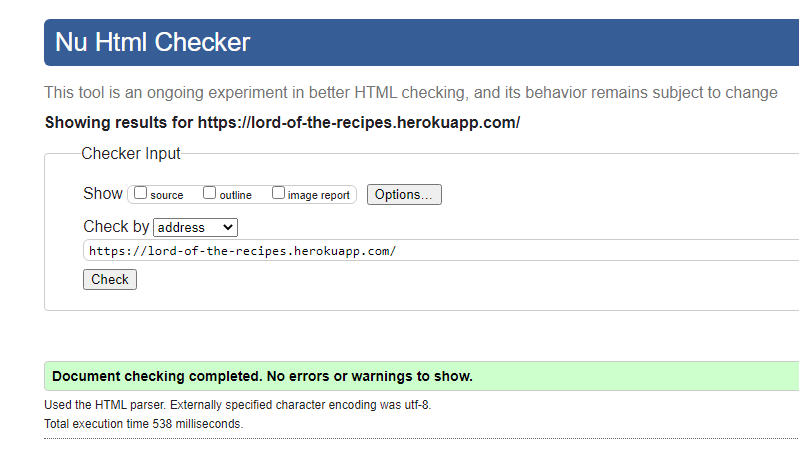 Nu Html Checker
This tool is an ongoing experiment in better HTML checking, and its behavior remains subject to change
Showing results for https://lord-of-the-recipes.herokuapp.com/
Checker Input
Show source outline image report Options...
Check by address
https://lord-of-the-recipes.herokuapp.com/
Check
Document checking completed. No errors or warnings to show.
Used the HTML parser. Externally specified character encoding was utf-8.
Total execution time 538 milliseconds.